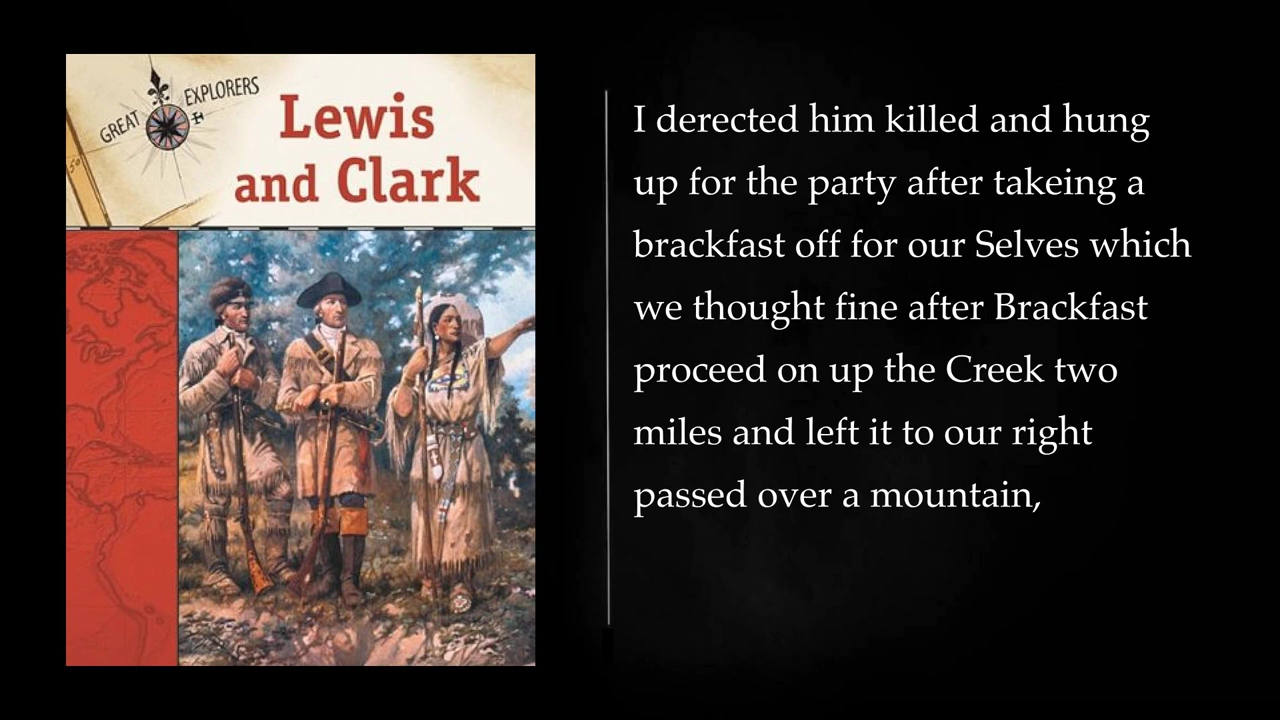 GREAT EXPLORERS
Lewis
and Clark
50
I derected him killed and hung
up for the party after takeing a
brackfast off for our Selves which
we thought fine after Brackfast
proceed on up the Creek two
miles and left it to our right
passed over a mountain,